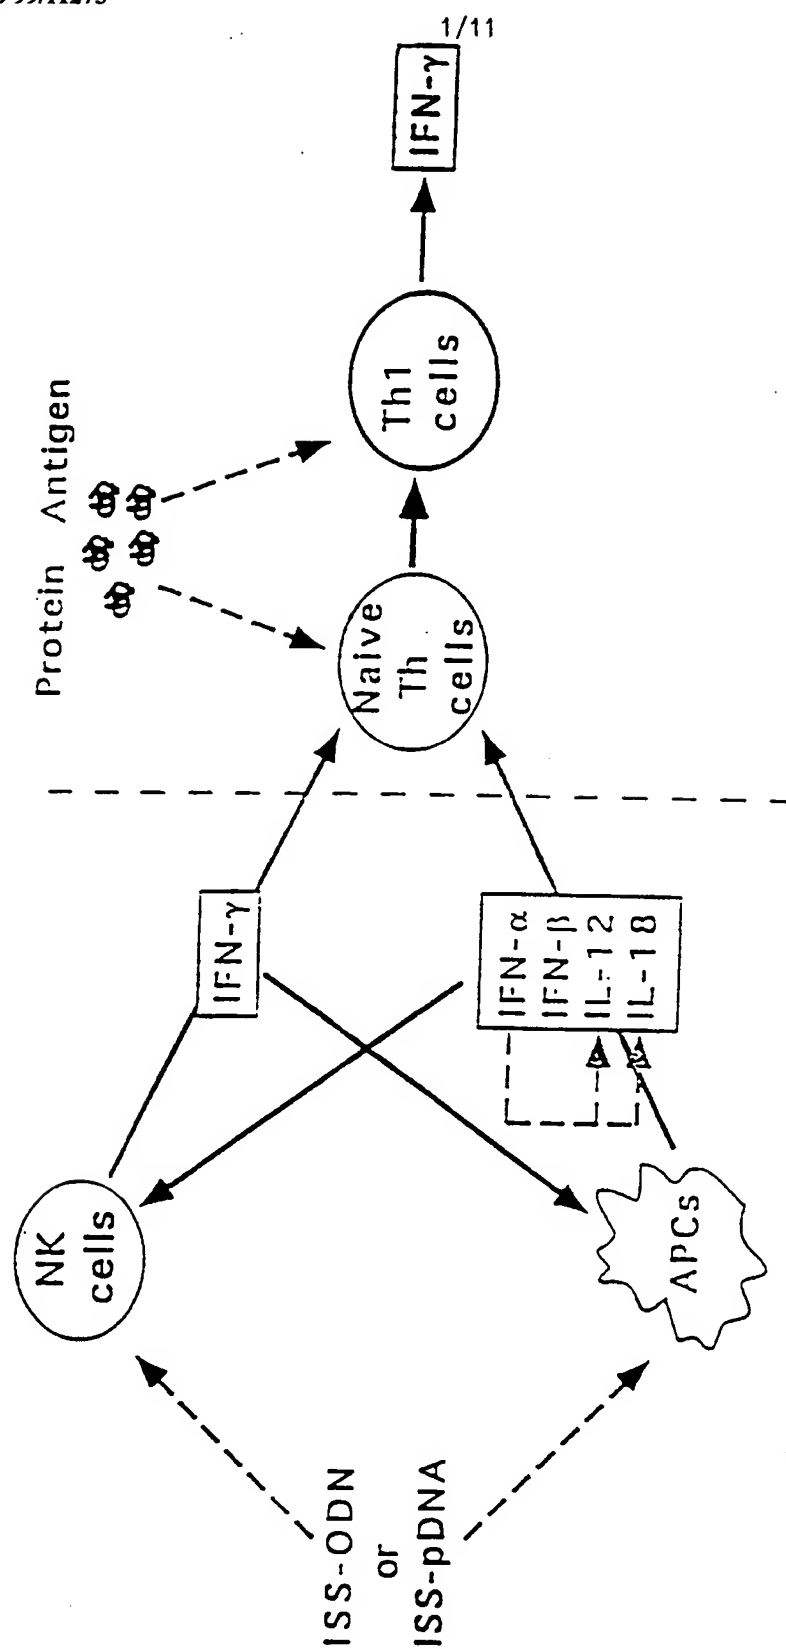 1/11
Protein Antigen
NK
cells
IFN-γ
Naive
Th
cells
Th1
cells
IFN-γ
ISS-ODN
or
ISS-pDNA
IFN-α
IFN-β
IL-12
IL-18
APCs